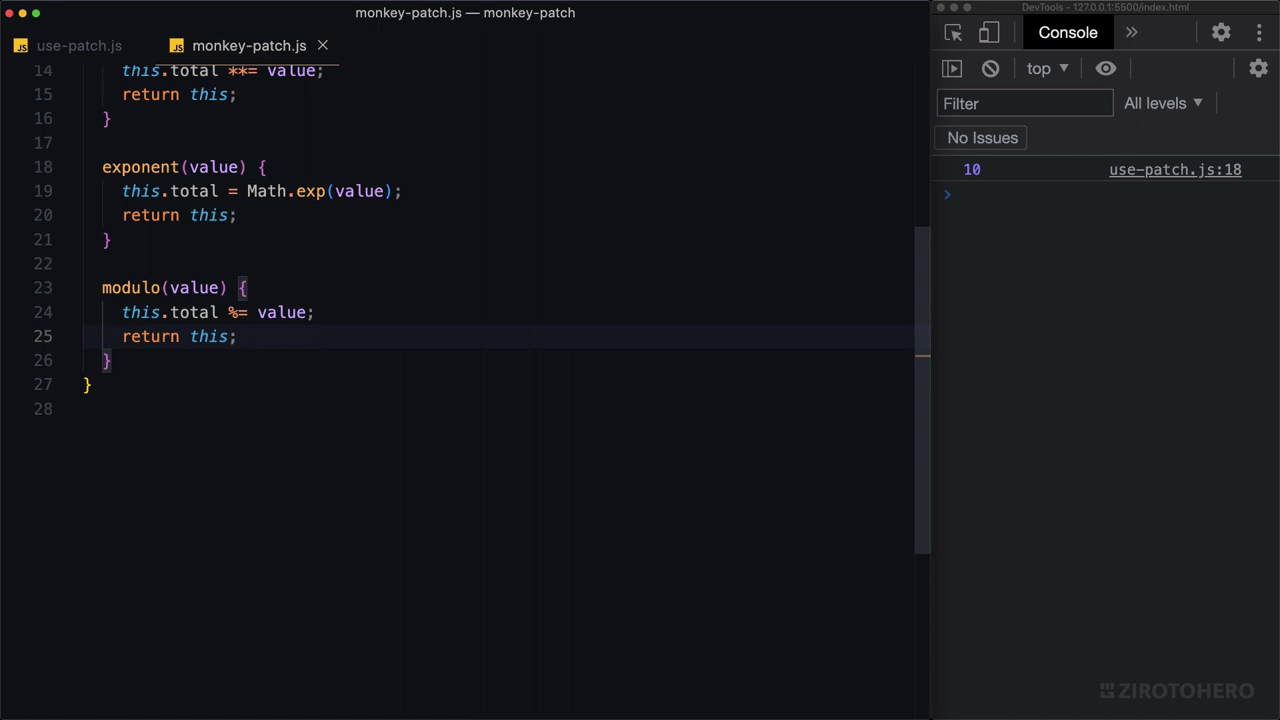 monkey-patch.js — monkey-patch
DevTools - 127.0.0.1:5500/index.html
JS use-patch.js
JS monkey-patch.js
Console
top
Filter
All levels
No Issues
10 use-patch.js:18
14 this.total **= value;
15 return this;
16 }
17
18 exponent(value) {
19 this.total = Math.exp(value);
20 return this;
21 }
22
23 modulo(value) {
24 this.total %= value;
25 return this;
26 }
27 }
28
ZIROTOHERO